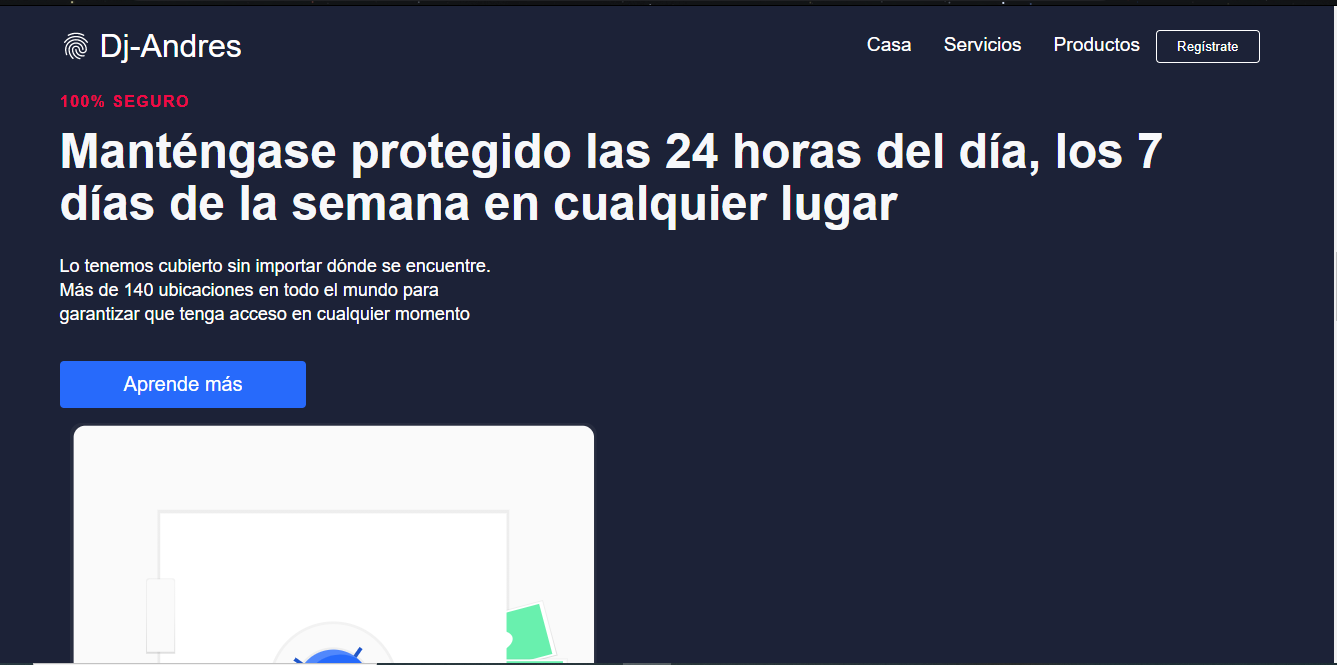 Dj-Andres
Casa
Servicios
Productos
Regístrate
100% SEGURO
Manténgase protegido las 24 horas del día, los 7
días de la semana en cualquier lugar
Lo tenemos cubierto sin importar dónde se encuentre.
Más de 140 ubicaciones en todo el mundo para
garantizar que tenga acceso en cualquier momento
Aprende más